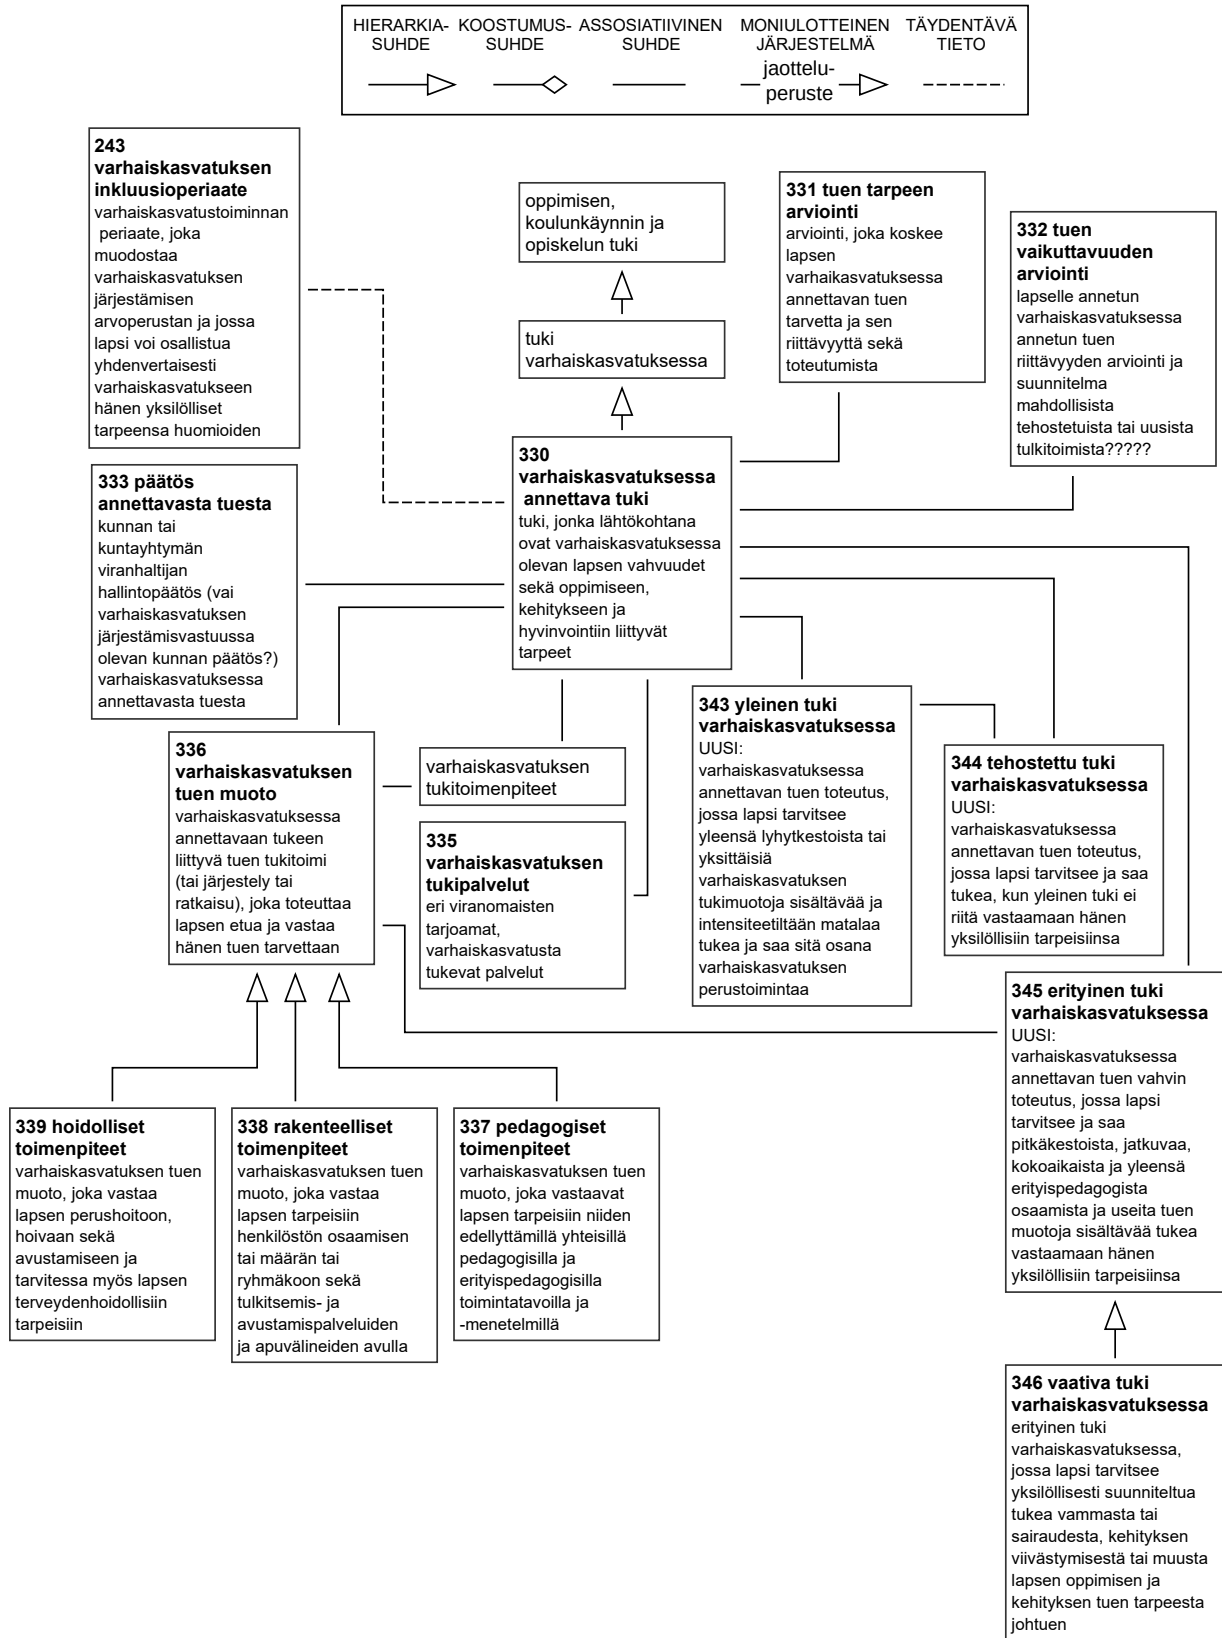 HIERARKIA-
SUHDE
KOOSTUMUS-
SUHDE
ASSOSIATIIVINEN
SUHDE
MONIULOTTEINEN
JÄRJESTELMÄ
TÄYDENTÄVÄ
TIETO
jaottelu-
peruste
243
varhaiskasvatuksen
inkluusioperiaate
varhaiskasvatustoiminnan
periaate, joka
muodostaa
varhaiskasvatuksen
järjestämisen
arvoperustan ja jossa
lapsi voi osallistua
yhdenvertaisesti
varhaiskasvatukseen
hänen yksilölliset
tarpeensa huomioiden
oppimisen,
koulunkäynnin ja
opiskelun tuki
tuki
varhaiskasvatuksessa
331 tuen tarpeen
arviointi
arviointi, joka koskee
lapsen
varhaikasvatuksessa
annettavan tuen
tarvetta ja sen
riittävyyttä sekä
toteutumista
332 tuen
vaikuttavuuden
arviointi
lapselle annetun
varhaiskasvatuksessa
annetun tuen
riittävyyden arviointi ja
suunnitelma
mahdollisista
tehostetuista tai uusista
tulkitoimista?????
333 päätös
annettavasta tuesta
kunnan tai
kuntayhtymän
viranhaltijan
hallintopäätös (vai
varhaiskasvatuksen
järjestämisvastuussa
olevan kunnan päätös?)
varhaiskasvatuksessa
annettavasta tuesta
330
varhaiskasvatuksessa
annettava tuki
tuki, jonka lähtökohtana
ovat varhaiskasvatuksessa
olevan lapsen vahvuudet
sekä oppimiseen,
kehitykseen ja
hyvinvointiin liittyvät
tarpeet
336
varhaiskasvatuksen
tuen muoto
varhaiskasvatuksessa
annettavaan tukeen
liittyvä tuen tukitoimi
(tai järjestely tai
ratkaisu), joka toteuttaa
lapsen etua ja vastaa
hänen tuen tarvettaan
varhaiskasvatuksen
tukitoimenpiteet
335
varhaiskasvatuksen
tukipalvelut
eri viranomaisten
tarjoamat,
varhaiskasvatusta
tukevat palvelut
343 yleinen tuki
varhaiskasvatuksessa
UUSI:
varhaiskasvatuksessa
annettavan tuen toteutus,
jossa lapsi tarvitsee
yleensä lyhytkestoista tai
yksittäisiä
varhaiskasvatuksen
tukimuotoja sisältävää ja
intensiteetiltään matalaa
tukea ja saa sitä osana
varhaiskasvatuksen
perustoimintaa
344 tehostettu tuki
varhaiskasvatuksessa
UUSI:
varhaiskasvatuksessa
annettavan tuen toteutus,
jossa lapsi tarvitsee ja saa
tukea, kun yleinen tuki ei
riitä vastaamaan hänen
yksilöllisiin tarpeisiinsa
345 erityinen tuki
varhaiskasvatuksessa
UUSI:
varhaiskasvatuksessa
annettavan tuen vahvin
toteutus, jossa lapsi
tarvitsee ja saa
pitkäkestoista, jatkuvaa,
kokoaikaista ja yleensä
erityispedagogista
osaamista ja useita tuen
muotoja sisältävää tukea
vastaamaan hänen
yksilöllisiin tarpeisiinsa
339 hoidolliset
toimenpiteet
varhaiskasvatuksen tuen
muoto, joka vastaa
lapsen perushoitoon,
hoivaan sekä
avustamiseen ja
tarvitessa myös lapsen
terveydenhoidollisiin
tarpeisiin
338 rakenteelliset
toimenpiteet
varhaiskasvatuksen tuen
muoto, joka vastaa
lapsen tarpeisiin
henkilöstön osaamisen
tai määrän tai
ryhmäkoon sekä
tulkitsemis- ja
avustamispalveluiden
ja apuvälineiden avulla
337 pedagogiset
toimenpiteet
varhaiskasvatuksen tuen
muoto, joka vastaavat
lapsen tarpeisiin niiden
edellyttämillä yhteisillä
pedagogisilla ja
erityispedagogisilla
toimintatavoilla ja
-menetelmillä
346 vaativa tuki
varhaiskasvatuksessa
erityinen tuki
varhaiskasvatuksessa,
jossa lapsi tarvitsee
yksilöllisesti suunniteltua
tukea vammasta tai
sairaudesta, kehityksen
viivästymisestä tai muusta
lapsen oppimisen ja
kehityksen tuen tarpeesta
johtuen